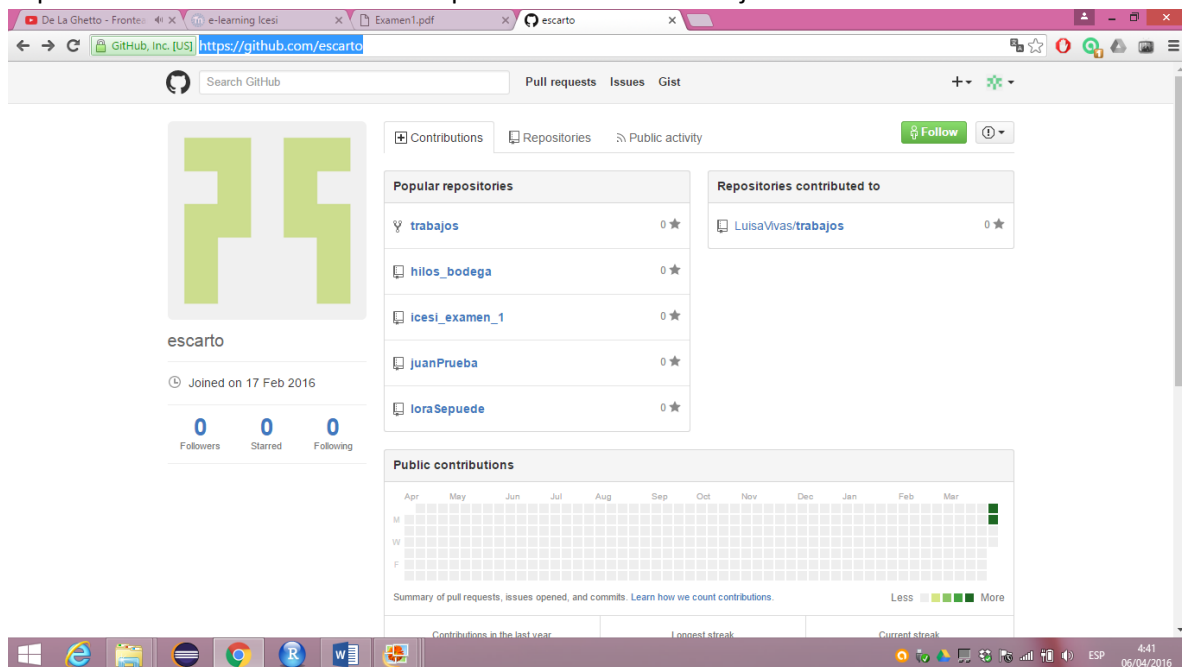 De La Ghetto - Fronte
e-learning Icesi
Examen1.pdf
escarto
GitHub, Inc. [US] https://github.com/escarto
Search GitHub
Pull requests Issues Gist
Contributions Repositories Public activity
Follow
Popular repositories
trabajos 0
hilos_bodega 0
icesi_examen_1 0
juanPrueba 0
loraSepuede 0
Repositories contributed to
LuisaVivas/trabajos 0
escarto
Joined on 17 Feb 2016
0 0 0
Followers Starred Following
Public contributions
Apr May Jun Jul Aug Sep Oct Nov Dec Jan Feb Mar
M
W
F
Summary of pull requests, issues opened, and commits. Learn how we count contributions.
Less More
Contributions in the last year Longest streak Current streak
ESP
4:41
06/04/2016